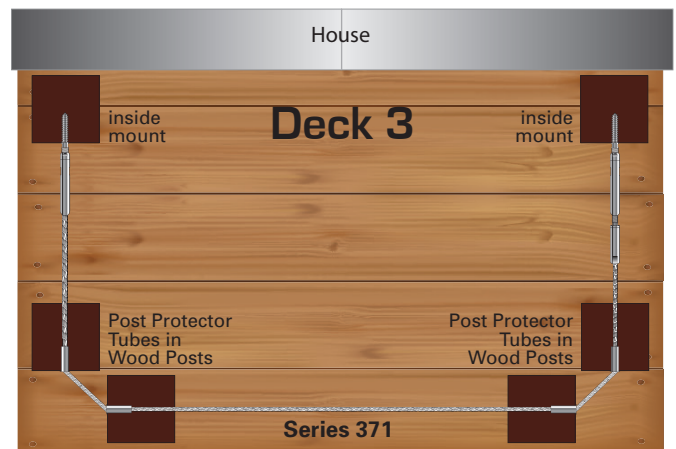 House
inside
mount
Deck 3
inside
mount
Post Protector
Tubes in
Wood Posts
Post Protector
Tubes in
Wood Posts
Series 371